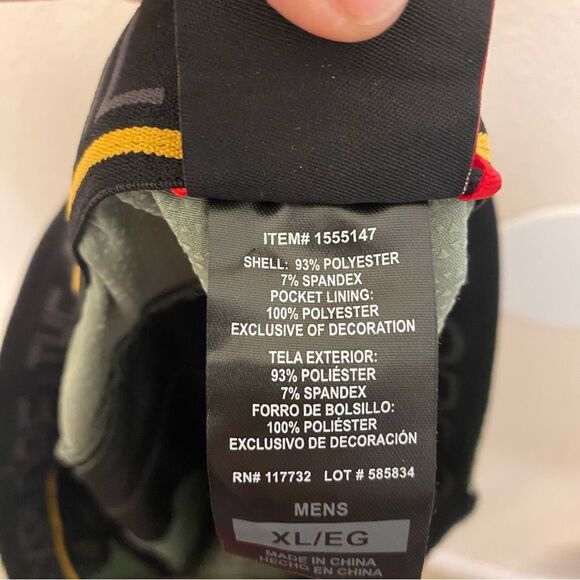 ITEM# 1555147
SHELL: 93% POLYESTER
7% SPANDEX
POCKET LINING:
100% POLYESTER
EXCLUSIVE OF DECORATION
TELA EXTERIOR:
93% POLIÉSTER
7% SPANDEX
FORRO DE BOLSILLO:
100% POLIÉSTER
EXCLUSIVO DE DECORACIÓN
RN# 117732 LOT # 585834
MENS
XL/EG
MADE IN CHINA
HECHO EN CHINA